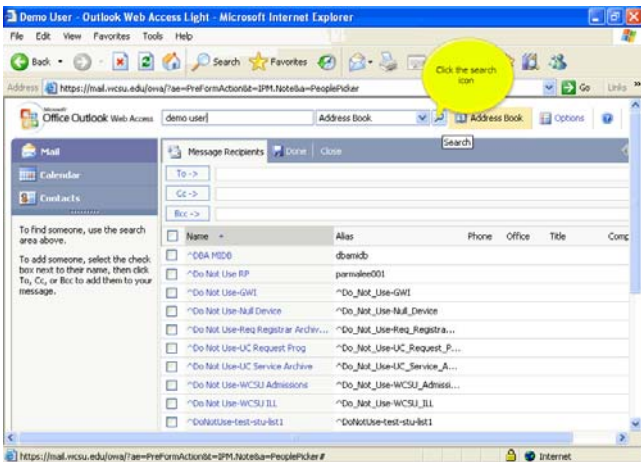 Demo User - Outlook Web Access Light - Microsoft Internet Explorer
File Edit View Favorites Tools Help
Back Search Favorites
Click the search
icon
Address https://mail.wcsu.edu/owa/?ae=PreFormAction&t=IPM.Note&a=PeoplePicker Go Links »
Microsoft
Office Outlook Web Access demo user Address Book Address Book Options
Search
Mail Message Recipients Done Close
Calendar To ->
Contacts Cc ->
Bcc ->
To find someone, use the search
area above.
To add someone, select the check
box next to their name, then click
To, Cc, or Bcc to add them to your
message.
Name Alias Phone Office Title Comp
^DBA MIDB dbamidb
^Do Not Use RP parmalee001
^Do Not Use-GWI ^Do_Not_Use-GWI
^Do Not Use-Null Device ^Do_Not_Use-Null_Device
^Do Not Use-Req Registrar Archiv... ^Do_Not_Use-Req_Registra...
^Do Not Use-UC Request Prog ^Do_Not_Use-UC_Request_P...
^Do Not Use-UC Service Archive ^Do_Not_Use-UC_Service_A...
^Do Not Use-WCSU Admissions ^Do_Not_Use-WCSU_Admissi...
^Do Not Use-WCSU ILL ^Do_Not_Use-WCSU_ILL
^DoNotUse-test-stu-list1 ^DoNotUse-test-stu-list1
https://mail.wcsu.edu/owa/?ae=PreFormAction&t=IPM.Note&a=PeoplePicker# Internet